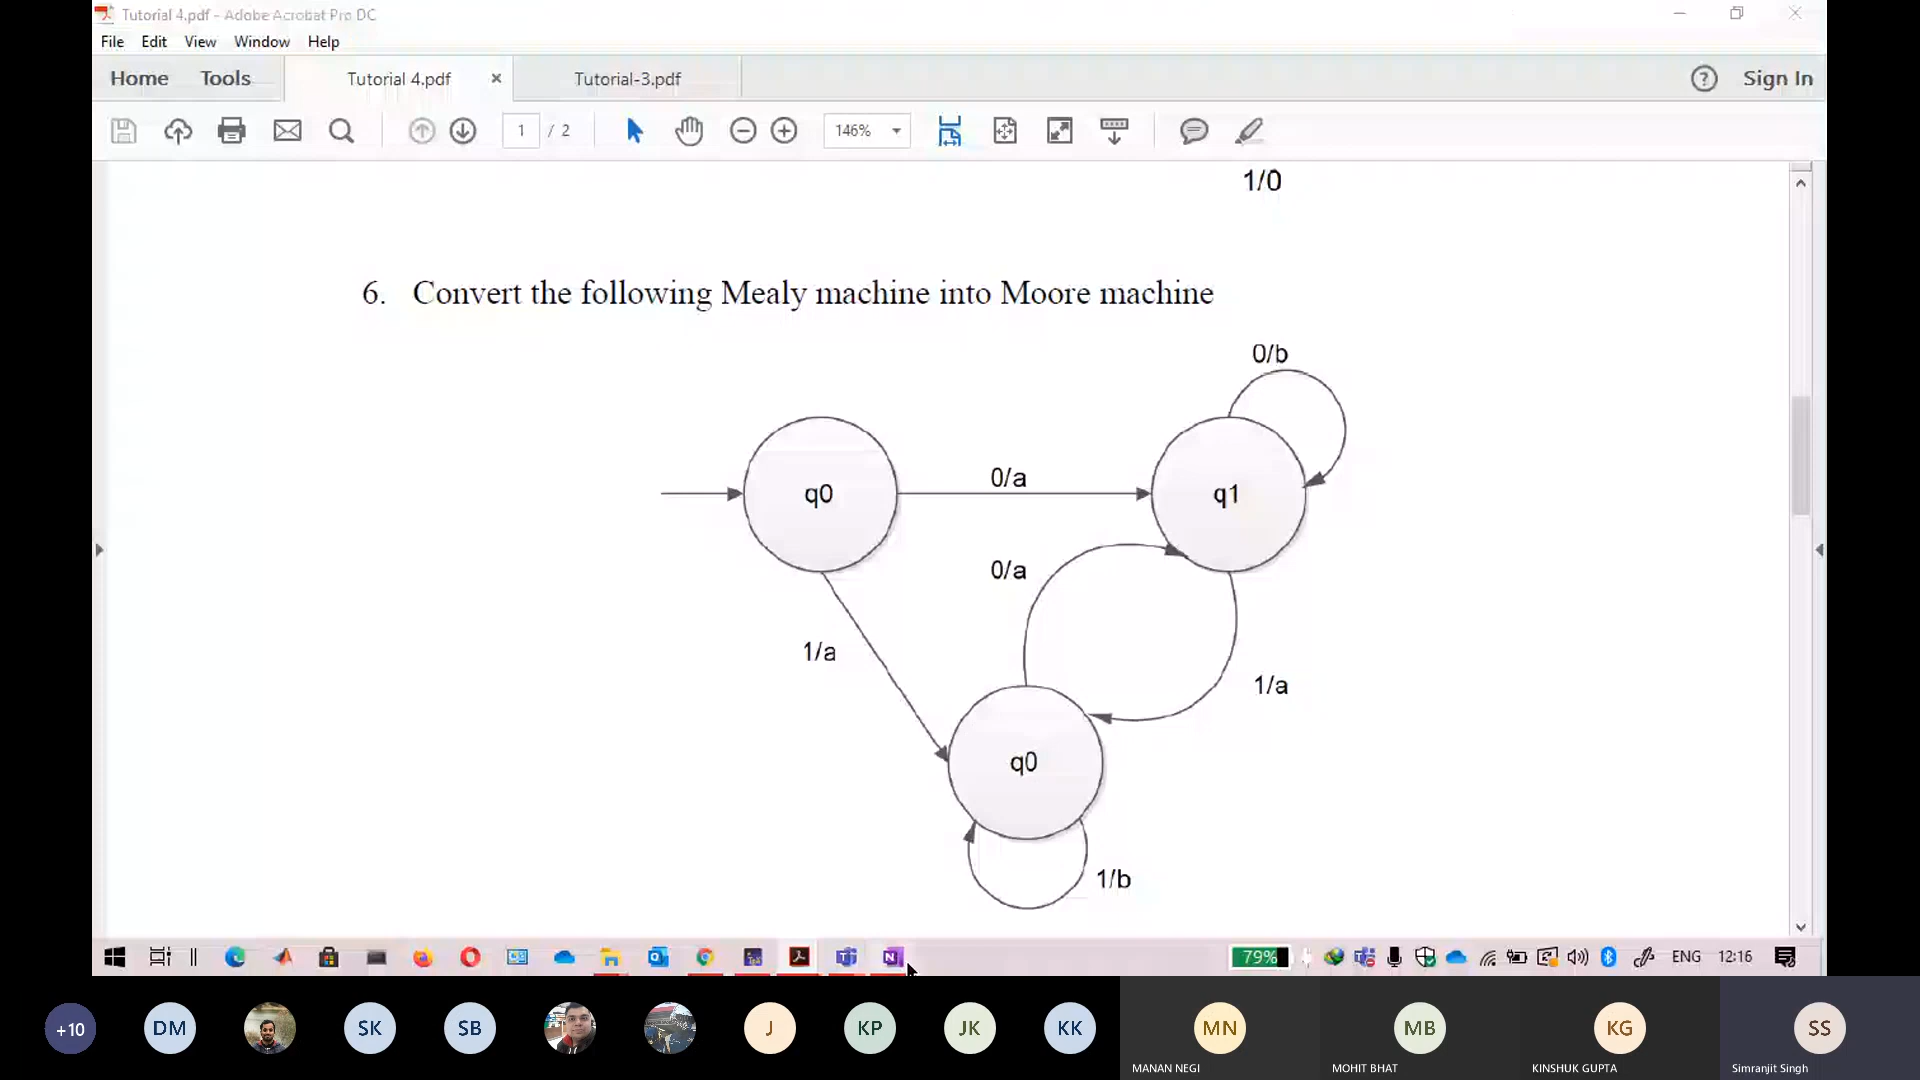 Tutorial 4.pdf - Adobe Acrobat Pro DC
File Edit View Window Help
Home Tools Tutorial 4.pdf × Tutorial-3.pdf ? Sign In
1 / 2 146%
1/0
6. Convert the following Mealy machine into Moore machine
0/b
0/a
q0
q1
0/a
1/a
1/a
q0
1/b
79% ENG 12:16
+10 DM SK SB J KP JK KK MN MB KG SS
MANAN NEGI MOHIT BHAT KINSHUK GUPTA Simranjit Singh